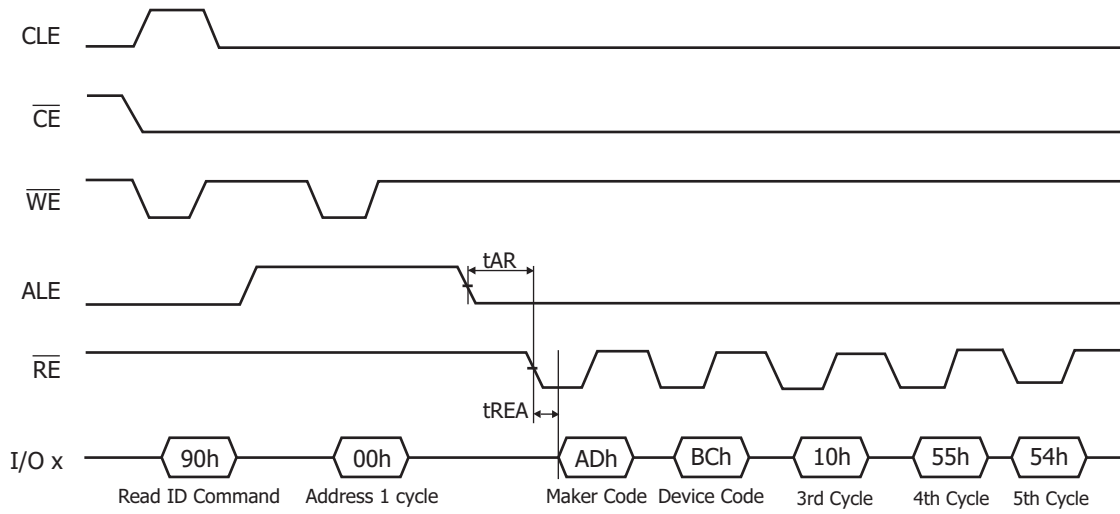 CLE
CE
WE
ALE
tAR
RE
tREA
I/O x
90h 00h ADh BCh 10h 55h 54h
Read ID Command Address 1 cycle Maker Code Device Code 3rd Cycle 4th Cycle 5th Cycle